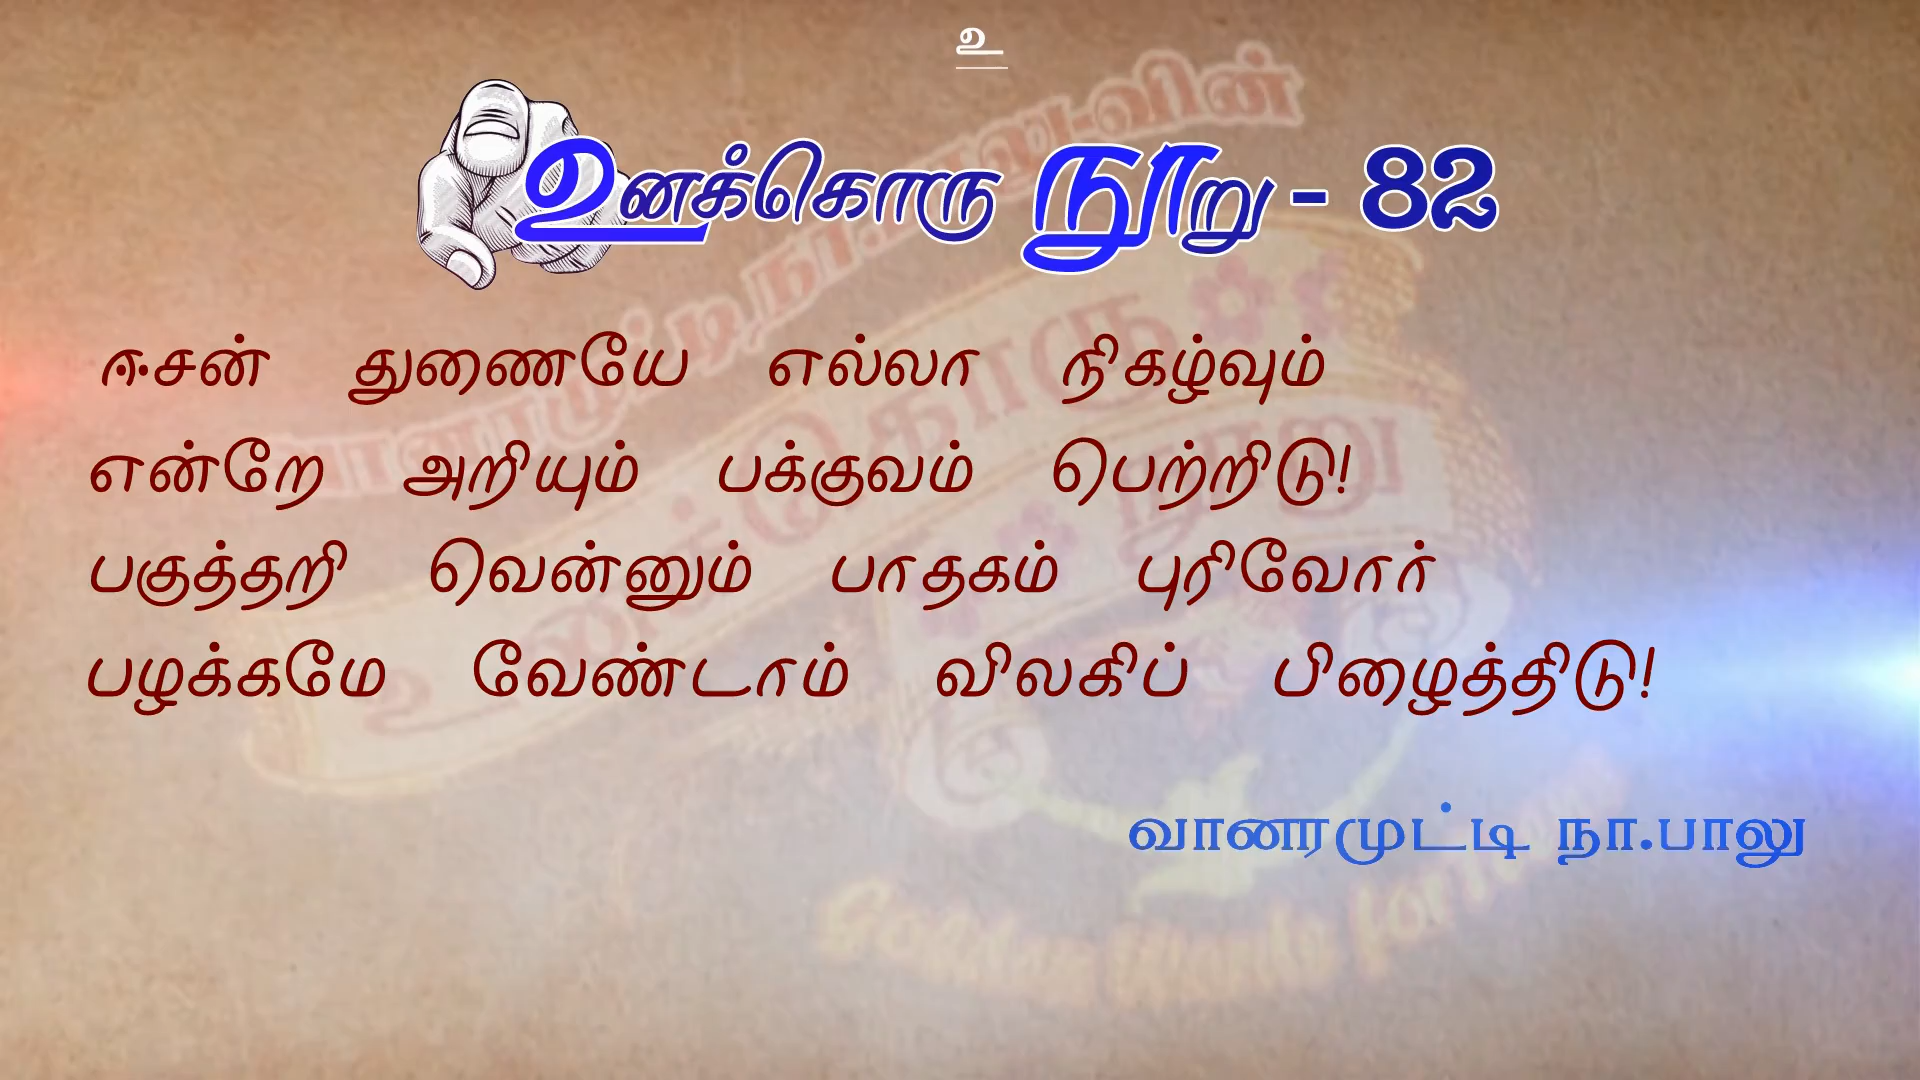 உ
உனக்கொரு நூறு - 82
ஈசன் துணையே எல்லா நிகழ்வும்
என்றே அறியும் பக்குவம் பெற்றிடு!
பகுத்தறி வென்னும் பாதகம் புரிவோர்
பழக்கமே வேண்டாம் விலகிப் பிழைத்திடு!
வானரமுட்டி நா.பாலு